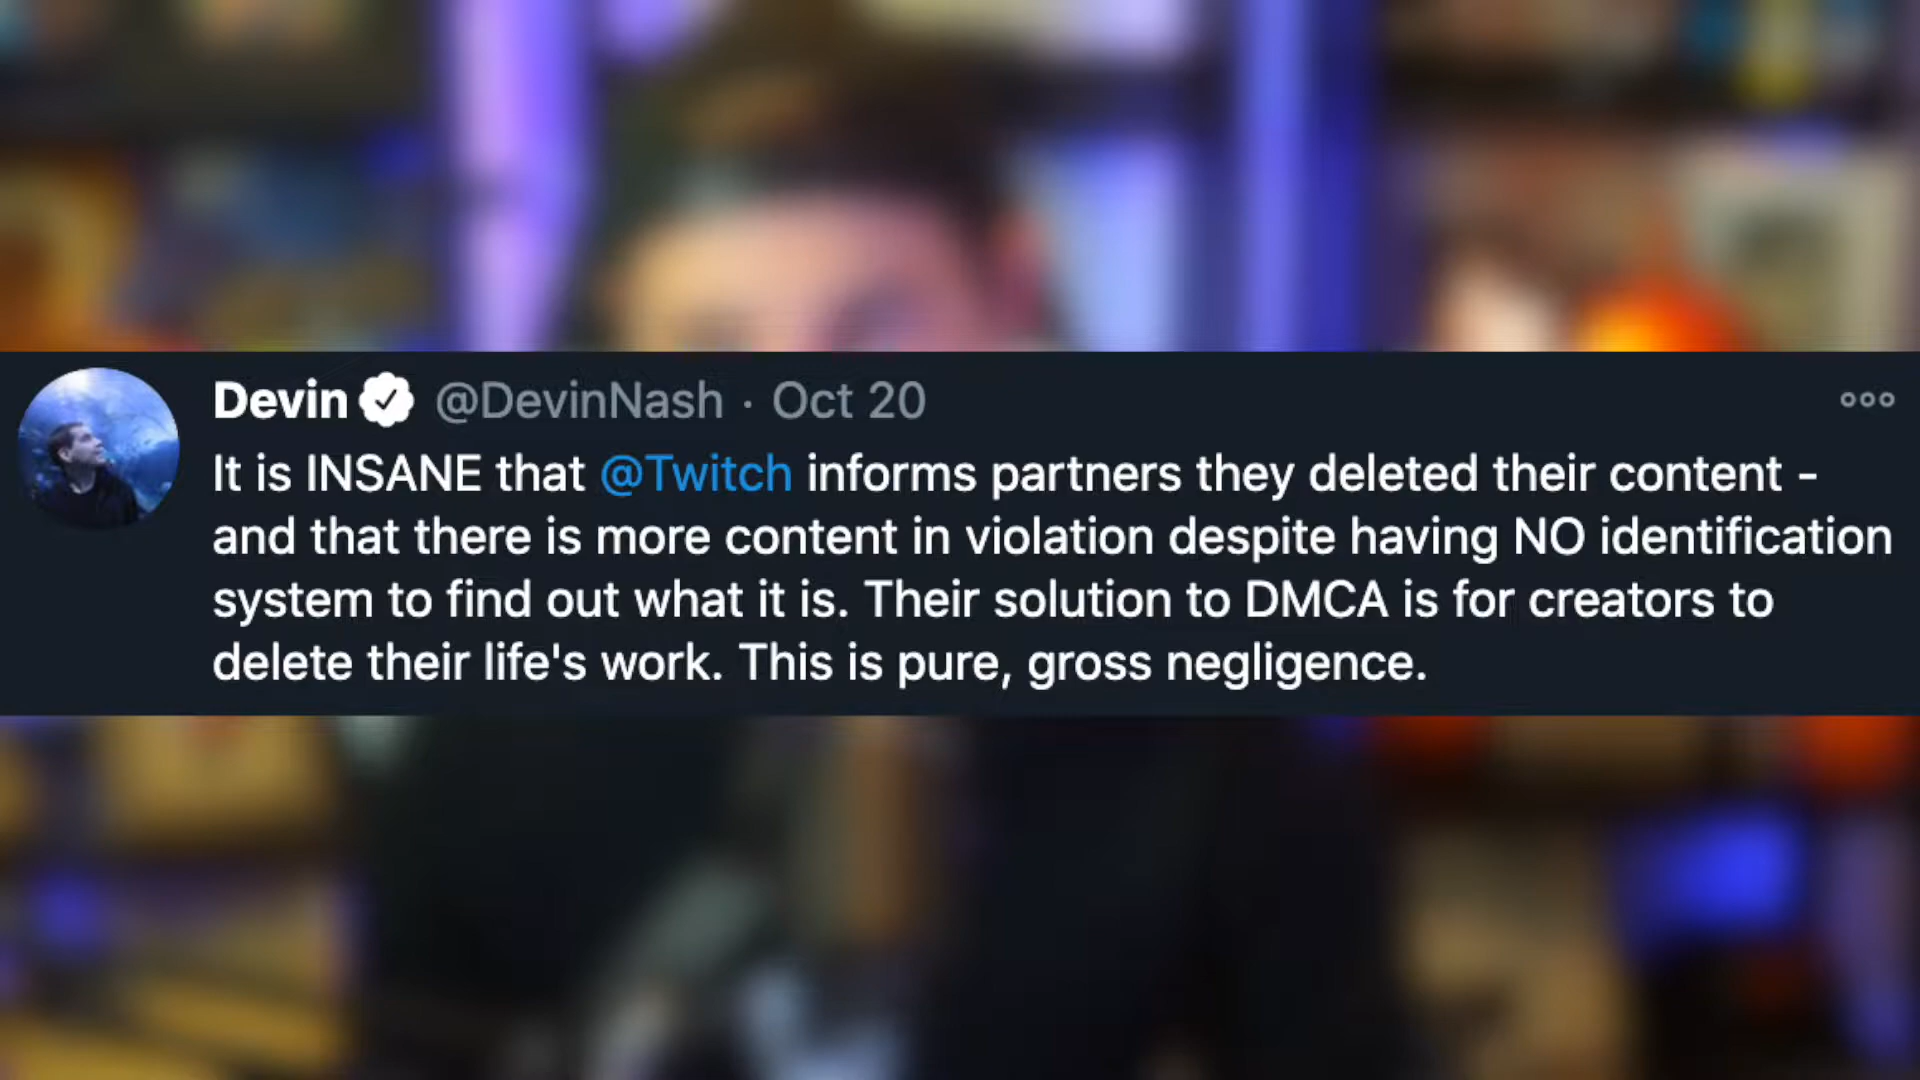 Devin @DevinNash · Oct 20
It is INSANE that @Twitch informs partners they deleted their content -
and that there is more content in violation despite having NO identification
system to find out what it is. Their solution to DMCA is for creators to
delete their life's work. This is pure, gross negligence.